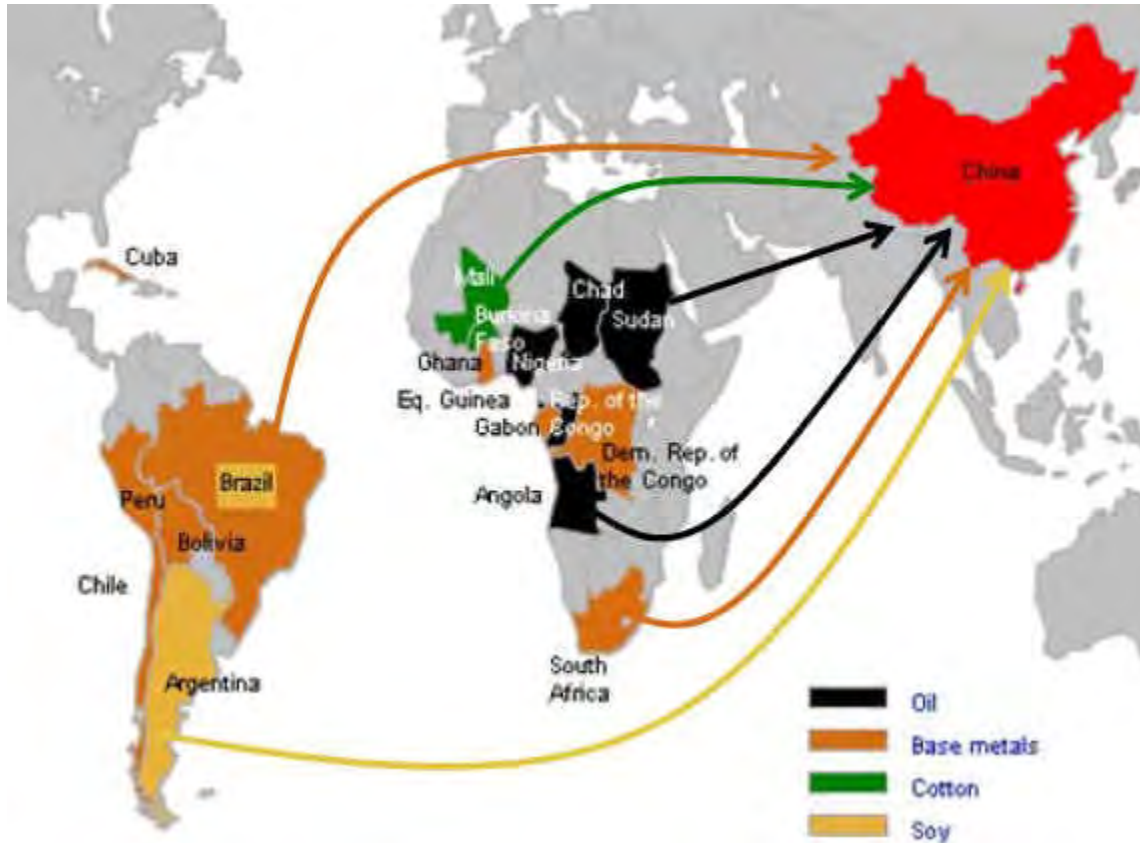 China
Cuba
Mali
Chad
Burkina
Sudan
Faso
Ghana
Nigeria
Eq. Guinea
Rep. of the
Gabon
Congo
Dem. Rep. of
the Congo
Angola
Brazil
Peru
Bolivia
Chile
South
Africa
Argentina
Oil
Base metals
Cotton
Soy